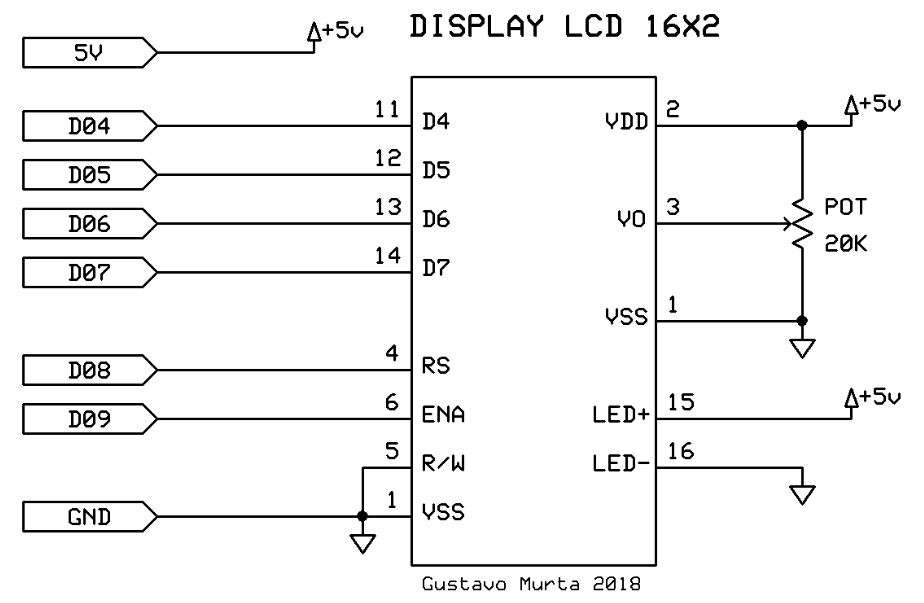 DISPLAY LCD 16X2
5V
+5v
D04
11
D4
VDD
2
+5v
D05
12
D5
D06
13
D6
VO
3
POT
20K
D07
14
D7
VSS
1
D08
4
RS
D09
6
ENA
LED+
15
+5v
5
R/W
LED-
16
GND
1
VSS
Gustavo Murta 2018